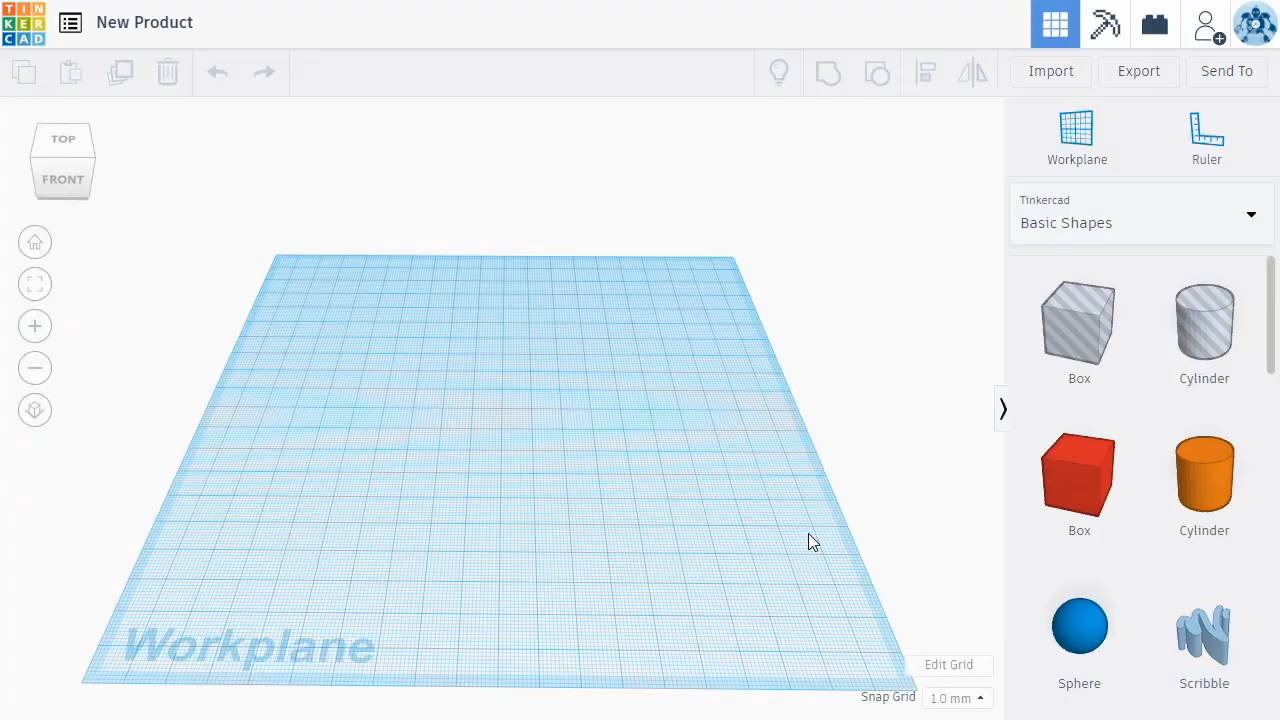 TIN
KER
CAD
New Product
Import
Export
Send To
TOP
FRONT
Workplane
Ruler
Tinkercad
Basic Shapes
Box
Cylinder
Box
Cylinder
Sphere
Scribble
Workplane
Edit Grid
Snap Grid
1.0 mm